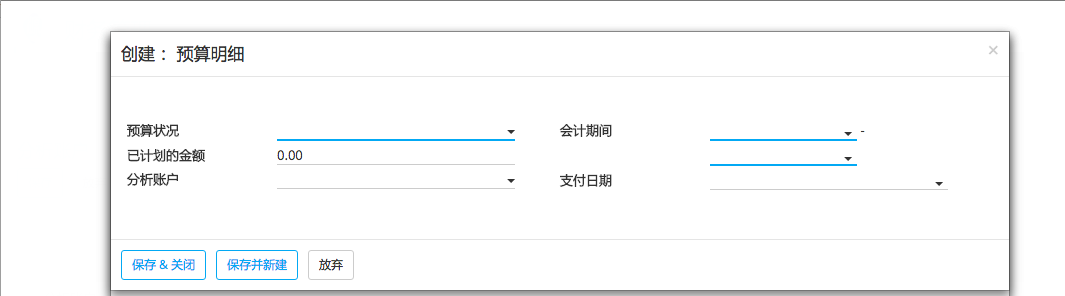 创建： 预算明细
×
预算状况
会计期间
-
已计划的金额
0.00
分析账户
支付日期
保存 & 关闭
保存并新建
放弃